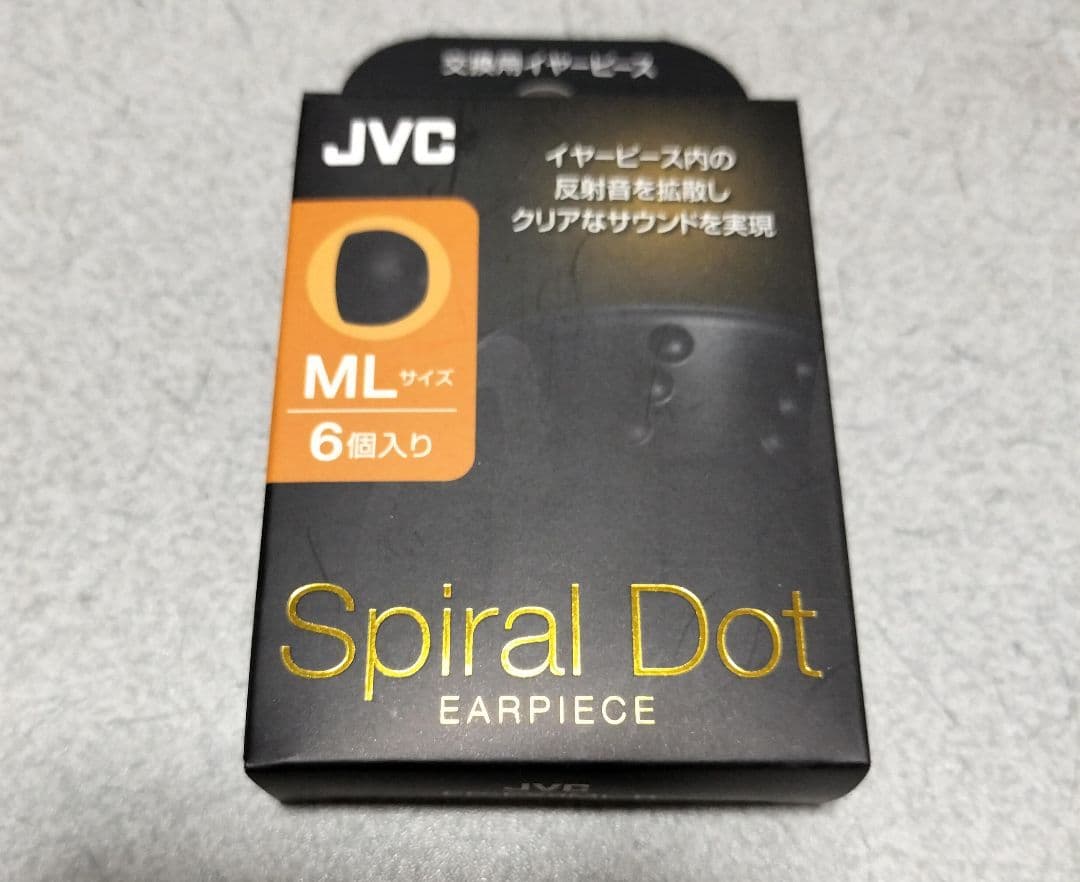 交換用イヤーピース
JVC
イヤーピース内の
反射音を拡散し
クリアなサウンドを実現
MLサイズ
6個入り
Spiral Dot
EARPIECE
JVC